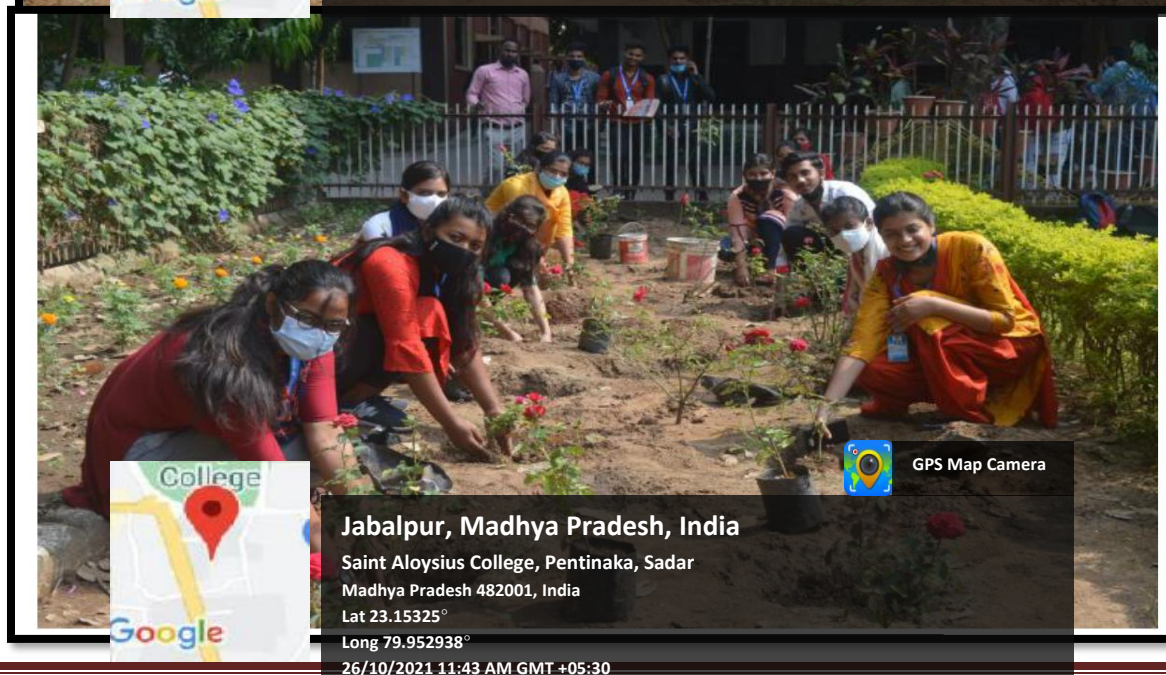 GPS Map Camera
College
Google
Jabalpur, Madhya Pradesh, India
Saint Aloysius College, Pentinaka, Sadar
Madhya Pradesh 482001, India
Lat 23.15325°
Long 79.952938°
26/10/2021 11:43 AM GMT +05:30